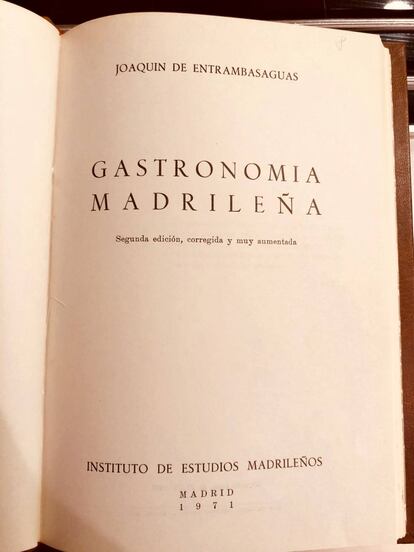 JOAQUIN DE ENTRAMBASAGUAS
GASTRONOMIA
MADRILEÑA
Segunda edición, corregida y muy aumentada
INSTITUTO DE ESTUDIOS MADRILEÑOS
MADRID
1971